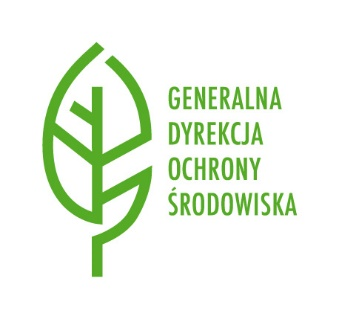 GENERALNA
DYREKCJA
OCHRONY
ŚRODOWISKA